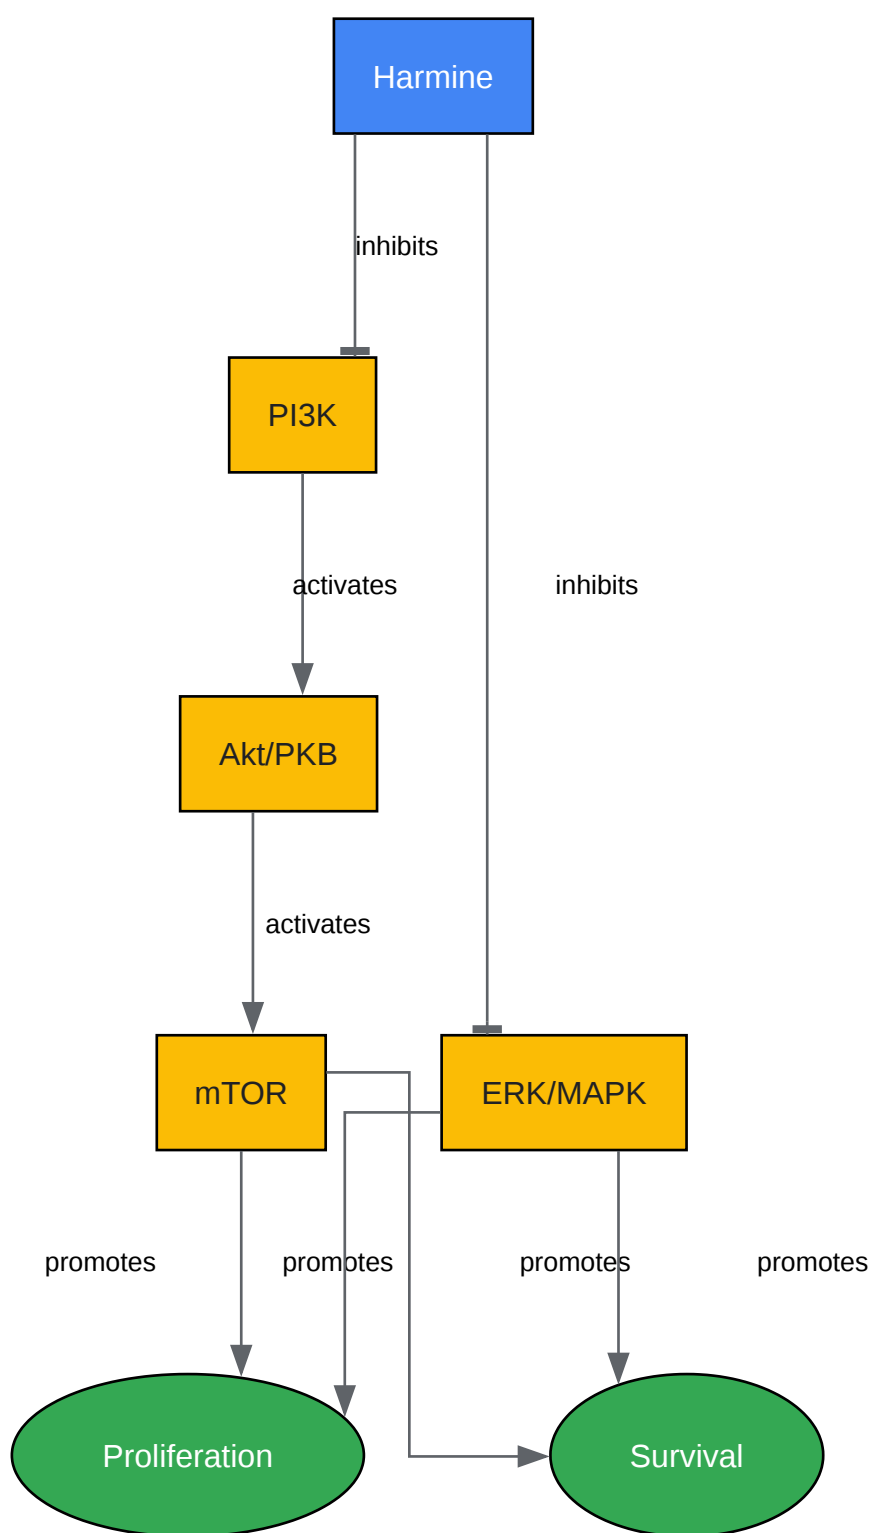 Harmine
inhibits
PI3K
activates
inhibits
Akt/PKB
activates
mTOR
ERK/MAPK
promotes
promotes
promotes
promotes
Proliferation
Survival